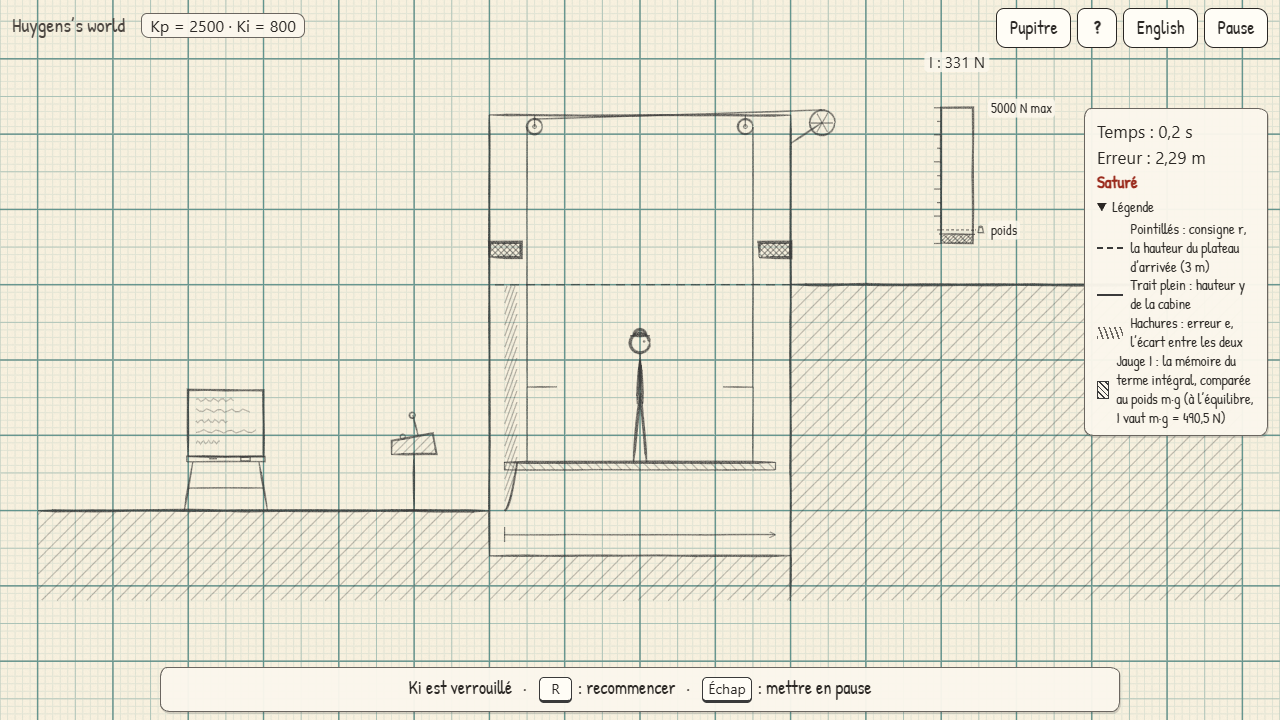 Huygens's world
Kp = 2500 · Ki = 800
Pupitre
?
English
Pause
I : 331 N
5000 N max
poids
Temps : 0,2 s
Erreur : 2,29 m
Saturé
▼ Légende
Pointillés : consigne r,
la hauteur du plateau
d'arrivée (3 m)
Trait plein : hauteur y
de la cabine
Hachures : erreur e,
l'écart entre les deux
Jauge I : la mémoire du
terme intégral, comparée
au poids m·g (à l'équilibre,
I vaut m·g = 490,5 N)
Ki est verrouillé · R : recommencer · Échap : mettre en pause